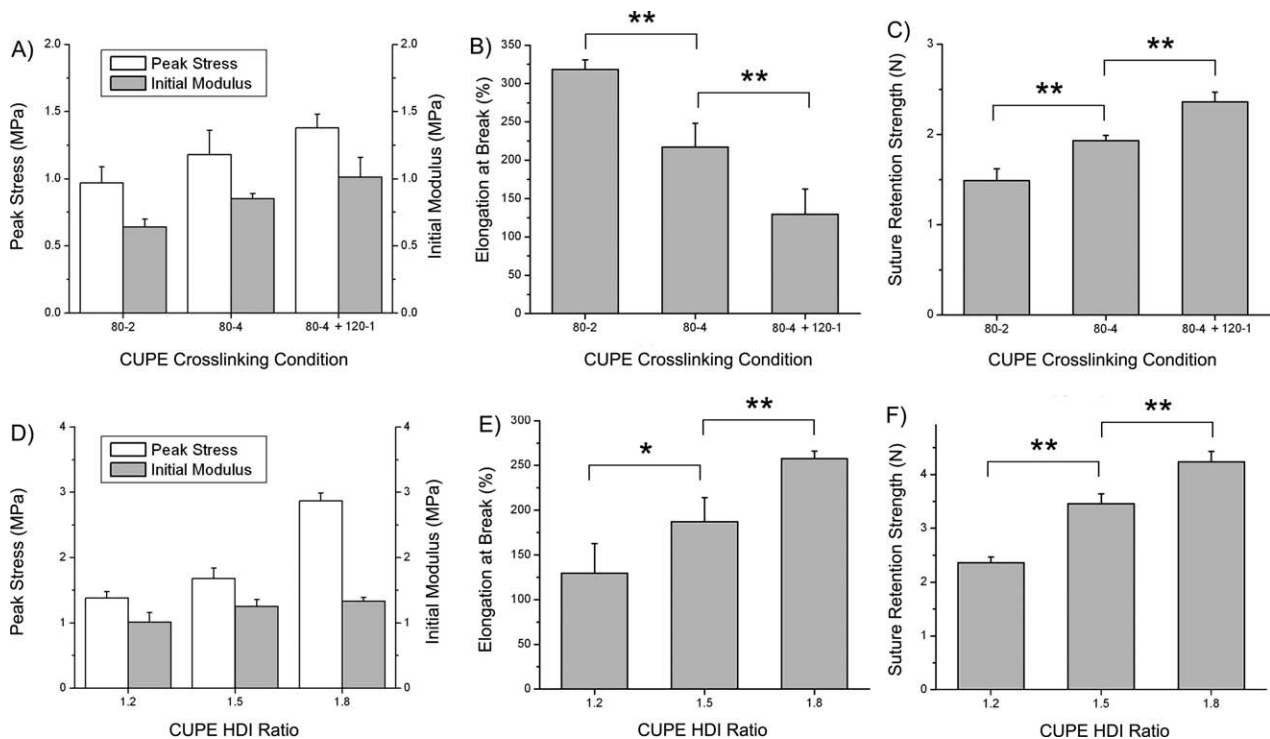 A)
Peak Stress
Initial Modulus
Peak Stress (MPa)
2.0
1.5
1.0
0.5
0.0
2.0
1.5
1.0
0.5
0.0
Initial Modulus (MPa)
80-2 80-4 80-4 + 120-1
CUPE Crosslinking Condition
B)
**
**
Elongation at Break (%)
350
300
250
200
150
125
100
75
50
25
0
80-2 80-4 80-4 + 120-1
CUPE Crosslinking Condition
C)
**
**
Suture Retention Strength (N)
3
2
1
0
80-2 80-4 80-4 + 120-1
CUPE Crosslinking Condition
D)
Peak Stress
Initial Modulus
Peak Stress (MPa)
4
3
2
1
0
4
3
2
1
0
Initial Modulus (MPa)
1.2 1.5 1.8
CUPE HDI Ratio
E)
*
**
Elongation at Break (%)
300
250
200
150
125
100
75
50
25
0
1.2 1.5 1.8
CUPE HDI Ratio
F)
**
**
Suture Retention Strength (N)
4
3
2
1
0
1.2 1.5 1.8
CUPE HDI Ratio